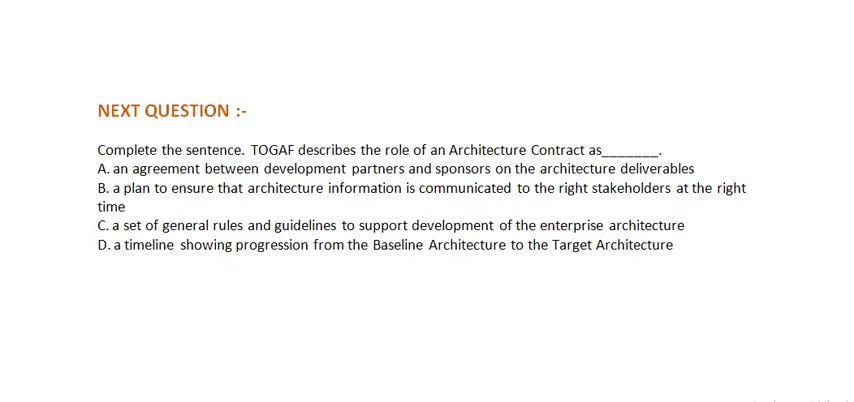 NEXT QUESTION :-
Complete the sentence. TOGAF describes the role of an Architecture Contract as_______.
A. an agreement between development partners and sponsors on the architecture deliverables
B. a plan to ensure that architecture information is communicated to the right stakeholders at the right
time
C. a set of general rules and guidelines to support development of the enterprise architecture
D. a timeline showing progression from the Baseline Architecture to the Target Architecture